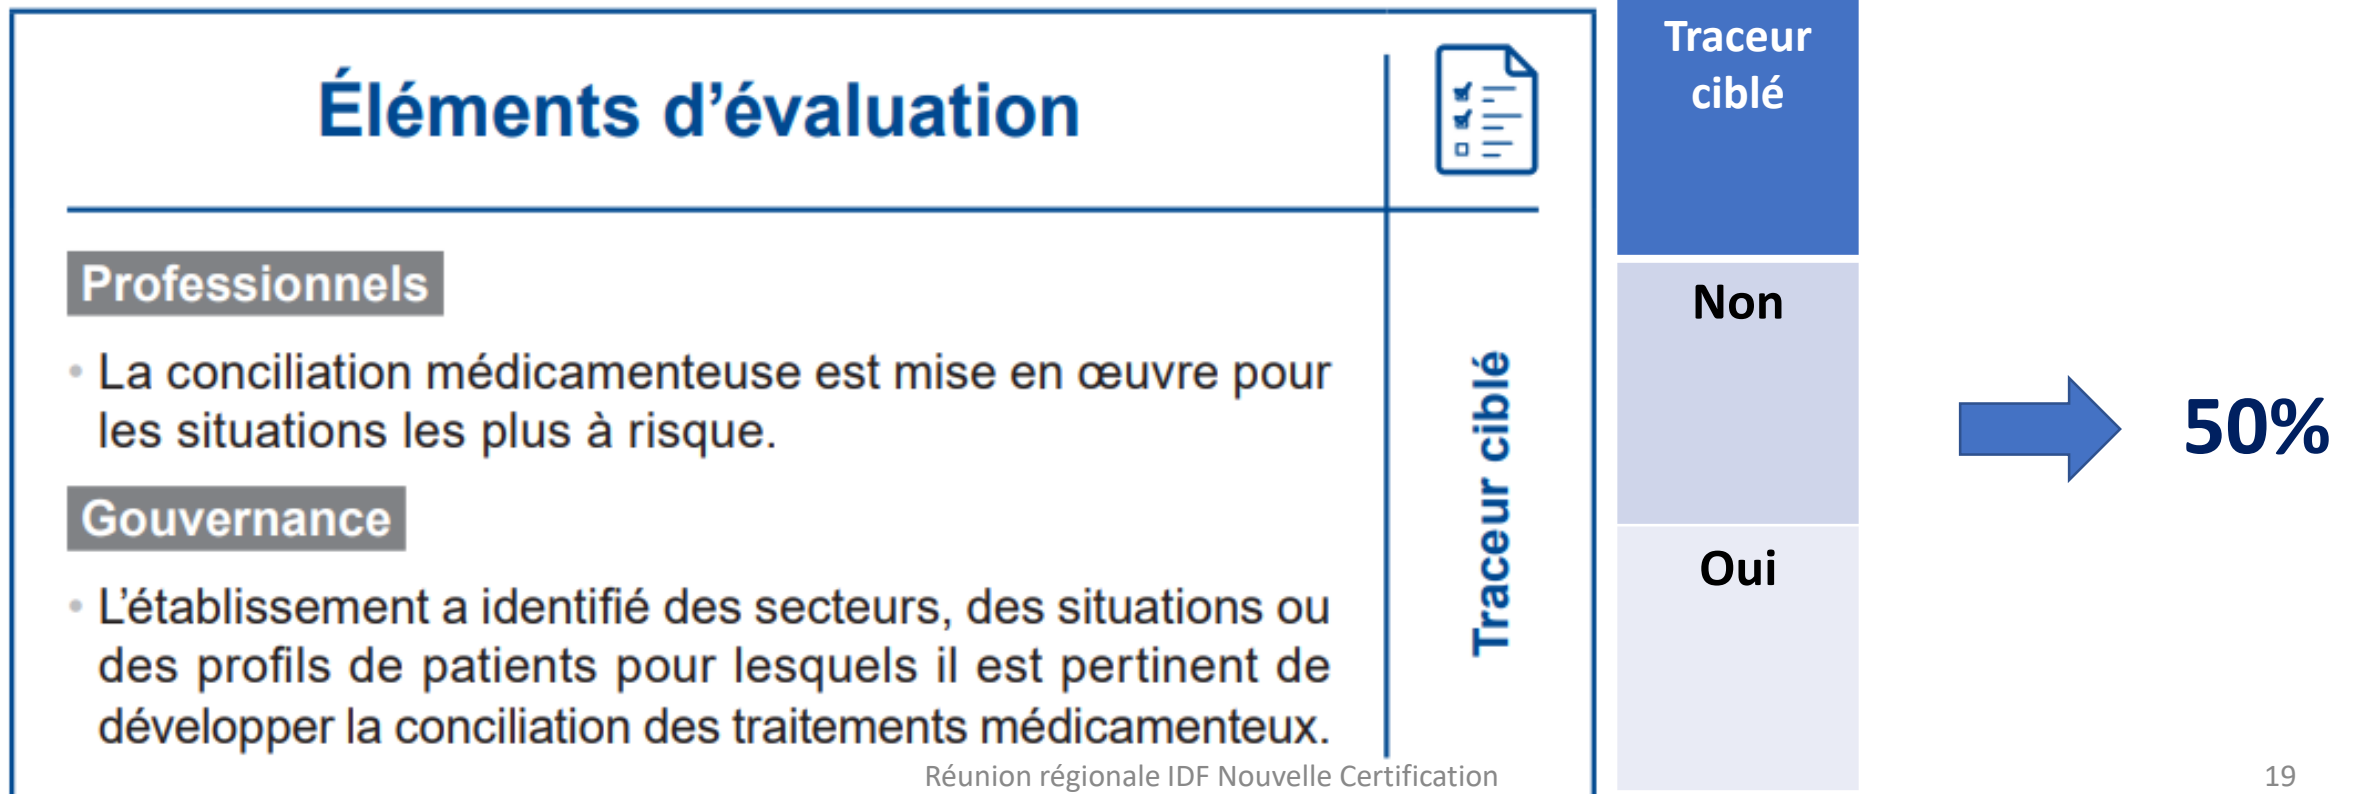 Éléments d’évaluation
Traceur ciblé
Professionnels
• La conciliation médicamenteuse est mise en œuvre pour
les situations les plus à risque.
Gouvernance
• L’établissement a identifié des secteurs, des situations ou
des profils de patients pour lesquels il est pertinent de
développer la conciliation des traitements médicamenteux.
Traceur
ciblé
Non
Oui
50%
Réunion régionale IDF Nouvelle Certification
19